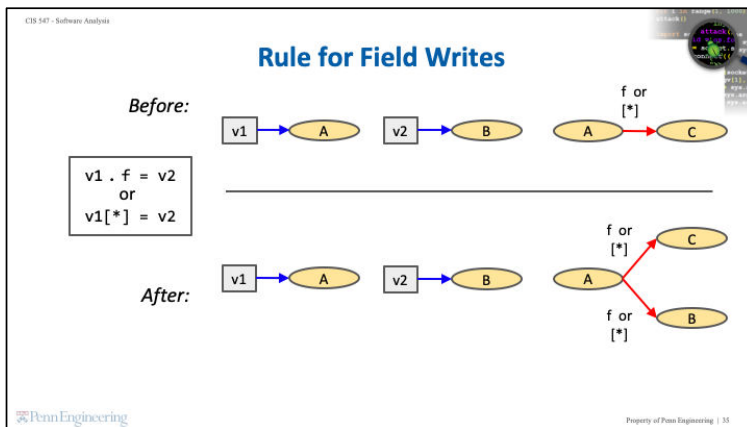 CIS 547 - Software Analysis
Rule for Field Writes
Before:
v1 A v2 B A f or [*] C
v1 . f = v2
or
v1[*] = v2
After:
v1 A v2 B A f or [*] C
f or [*] B
Penn Engineering
Property of Penn Engineering | 35